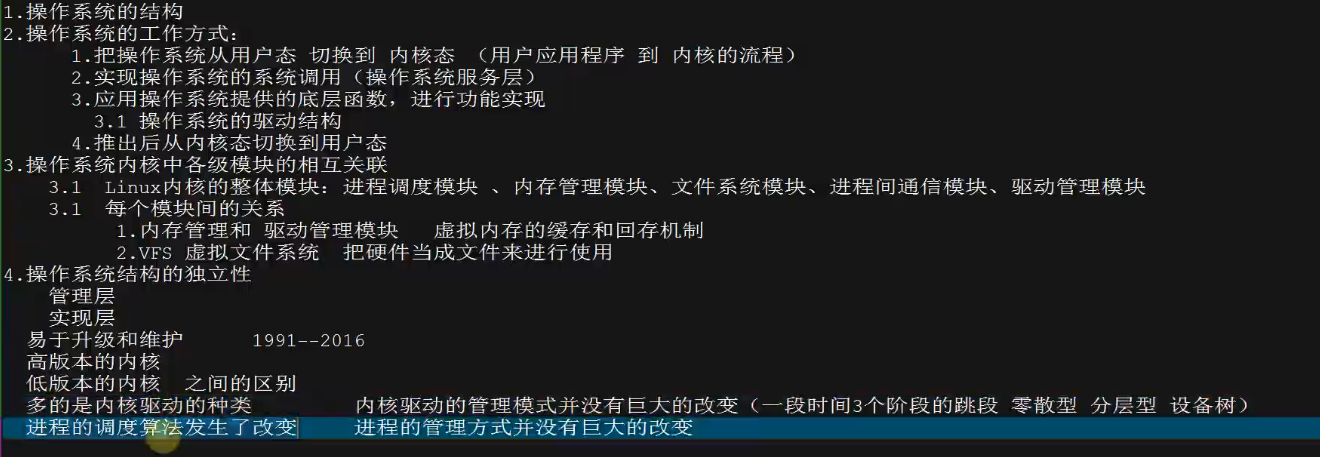 1.操作系统的结构
2.操作系统的工作方式:
1.把操作系统从用户态 切换到 内核态 （用户应用程序 到 内核的流程）
2.实现操作系统的系统调用（操作系统服务层）
3.应用操作系统提供的底层函数，进行功能实现
3.1 操作系统的驱动结构
4.推出后从内核态切换到用户态
3.操作系统内核中各级模块的相互关联
3.1 Linux内核的整体模块：进程调度模块 、内存管理模块、文件系统模块、进程间通信模块、驱动管理模块
3.1 每个模块间的关系
1.内存管理和 驱动管理模块 虚拟内存的缓存和回存机制
2.VFS 虚拟文件系统 把硬件当成文件来进行使用
4.操作系统结构的独立性
管理层
实现层
易于升级和维护 1991--2016
高版本的内核
低版本的内核 之间的区别
多的是内核驱动的种类 内核驱动的管理模式并没有巨大的改变（一段时间3个阶段的跳段 零散型 分层型 设备树）
进程的调度算法发生了改变 进程的管理方式并没有巨大的改变